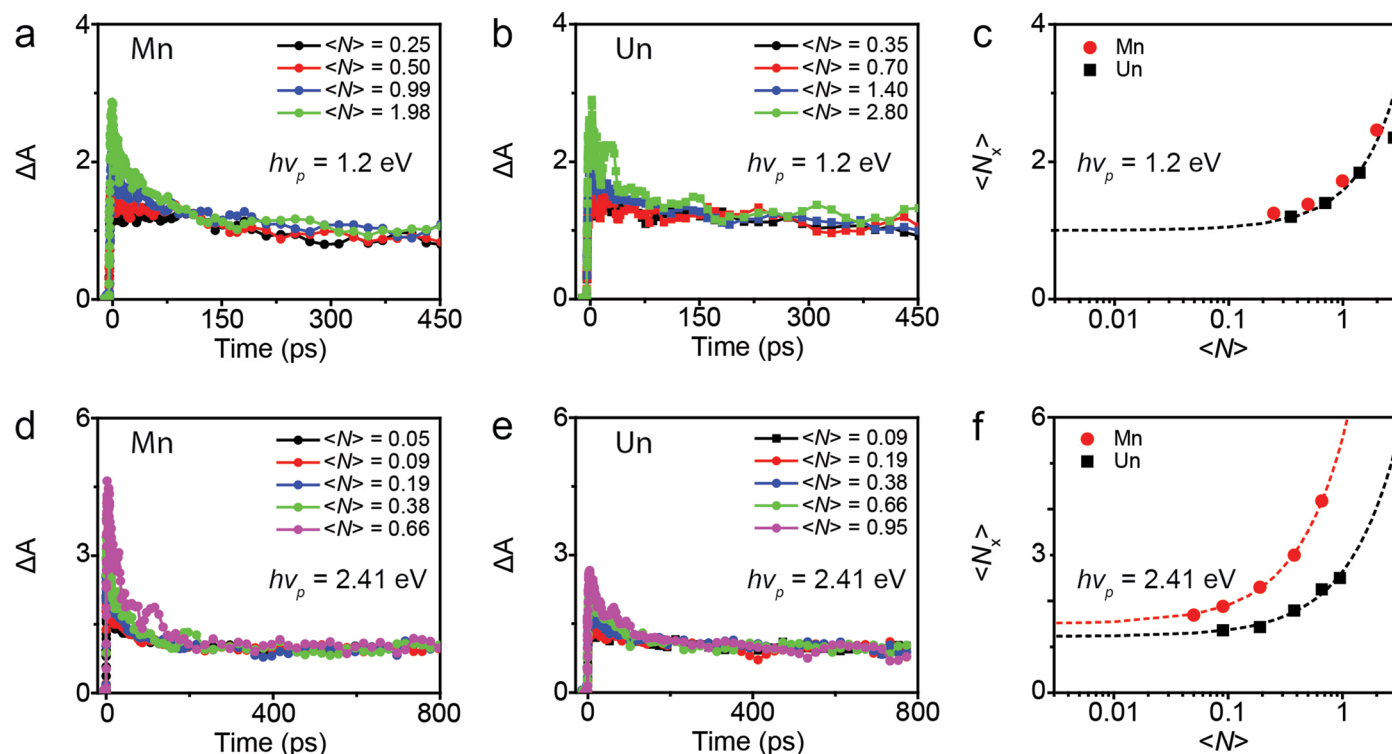 a
Mn
<N> = 0.25
<N> = 0.50
<N> = 0.99
<N> = 1.98
hνp = 1.2 eV
ΔA
4
2
0
0 150 300 450
Time (ps)
b
Un
<N> = 0.35
<N> = 0.70
<N> = 1.40
<N> = 2.80
hνp = 1.2 eV
ΔA
4
2
0
0 150 300 450
Time (ps)
c
Mn
Un
hνp = 1.2 eV
<Nx>
4
2
0
0.01 0.1 1
<N>
d
Mn
<N> = 0.05
<N> = 0.09
<N> = 0.19
<N> = 0.38
<N> = 0.66
hνp = 2.41 eV
ΔA
6
3
0
0 400 800
Time (ps)
e
Un
<N> = 0.09
<N> = 0.19
<N> = 0.38
<N> = 0.66
<N> = 0.95
hνp = 2.41 eV
ΔA
6
3
0
0 400 800
Time (ps)
f
Mn
Un
hνp = 2.41 eV
<Nx>
6
3
0
0.01 0.1 1
<N>